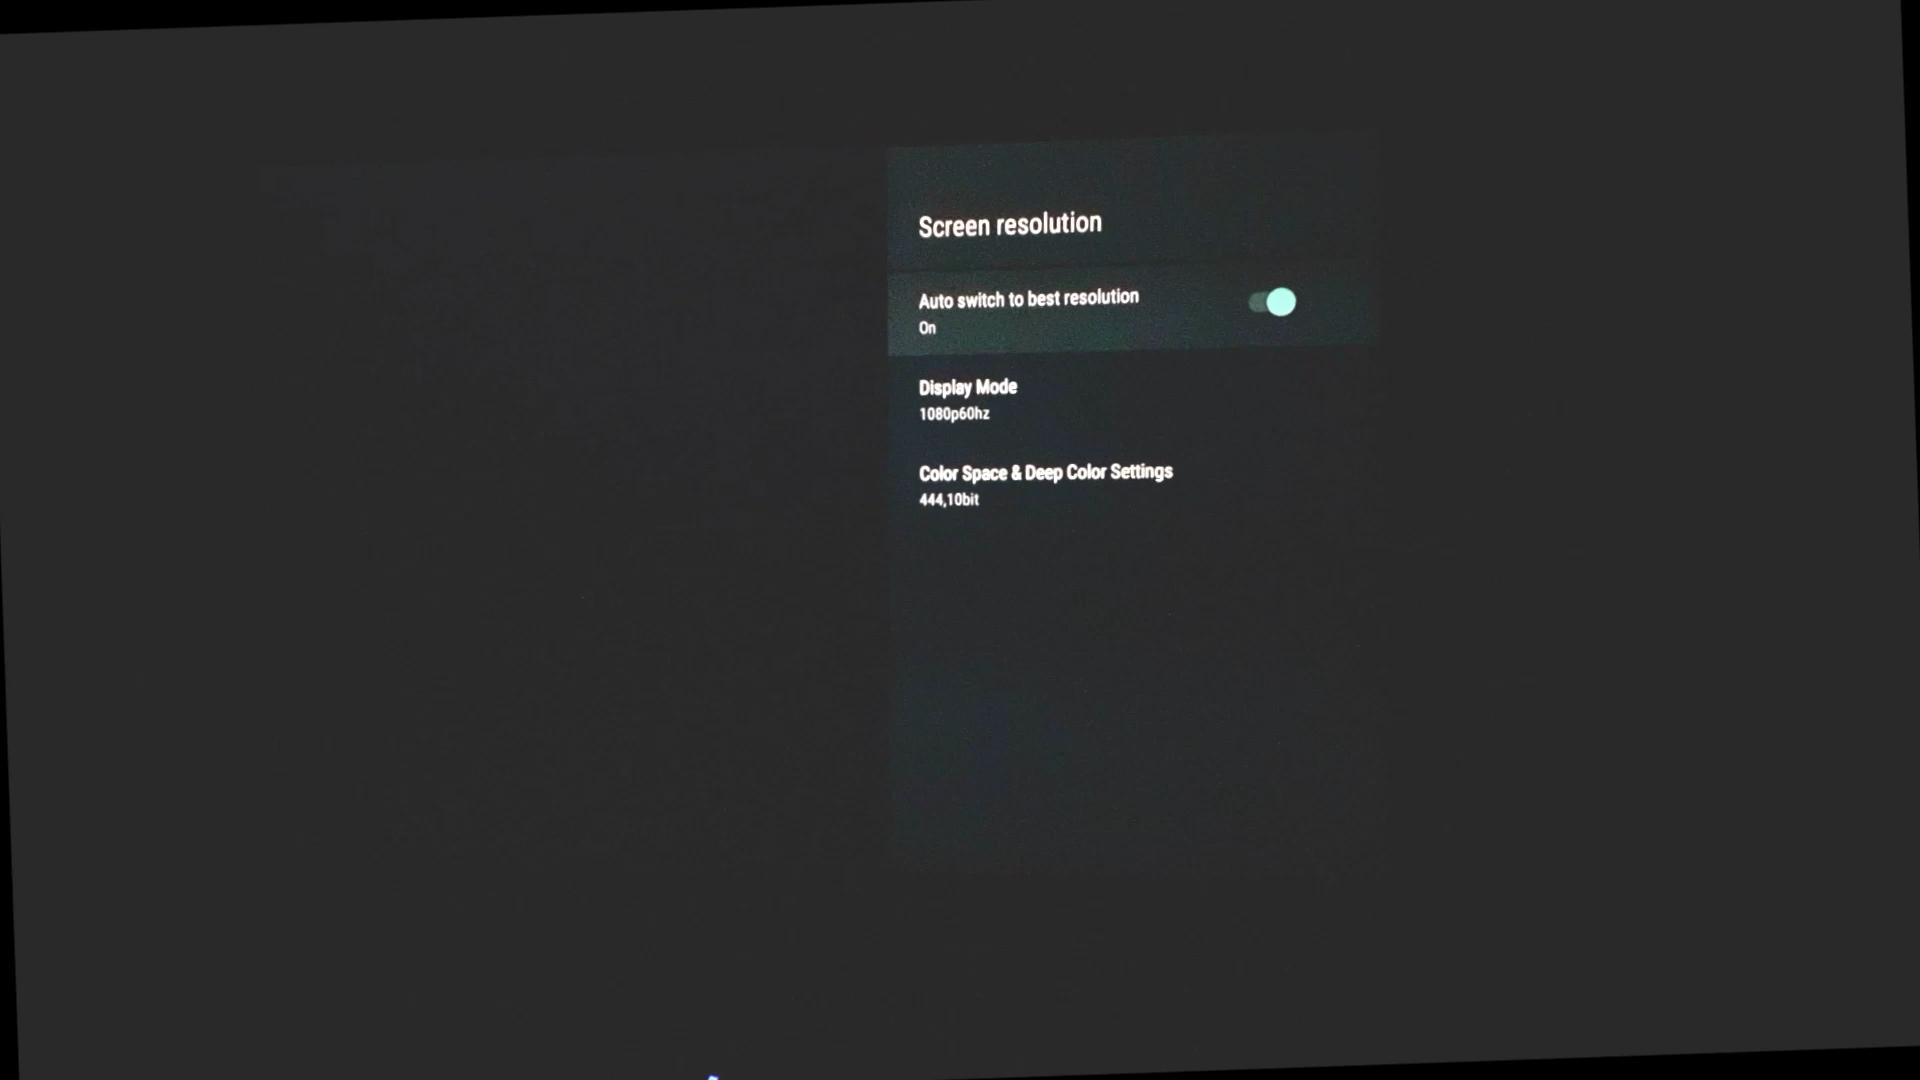 Screen resolution
Auto switch to best resolution
On
Display Mode
1080p60hz
Color Space & Deep Color Settings
444,10bit